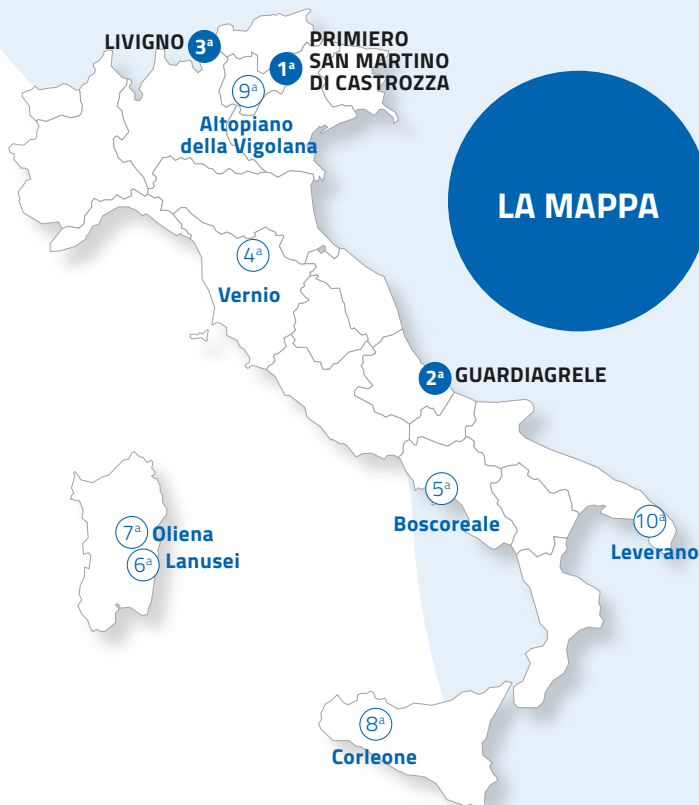 LIVIGNO 3ª
1ª PRIMIERO
SAN MARTINO
DI CASTROZZA
9ª
Altopiano
della Vigolana
LA MAPPA
4ª
Vernio
2ª GUARDIAGRELE
5ª
Boscoreale
10ª
Leverano
7ª Oliena
6ª Lanusei
8ª
Corleone